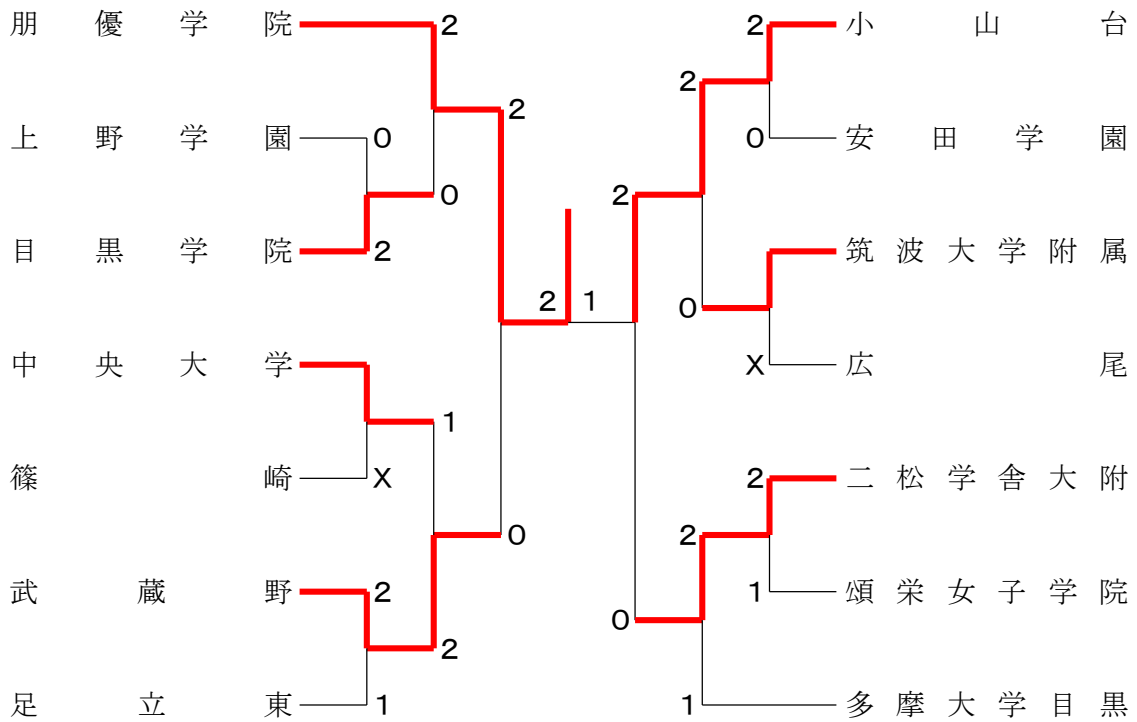 朋優学院 2 2 小山台
2
2
上野学園 0 0 安田学園
0 2
目黒学院 2 筑波大学附属
2 1 0
中央大学 X 広尾
1
篠崎 X 2 二松学舎大附
0 2
武蔵野 2 1 頌栄女子学院
0
2
足立東 1 1 多摩大学目黒